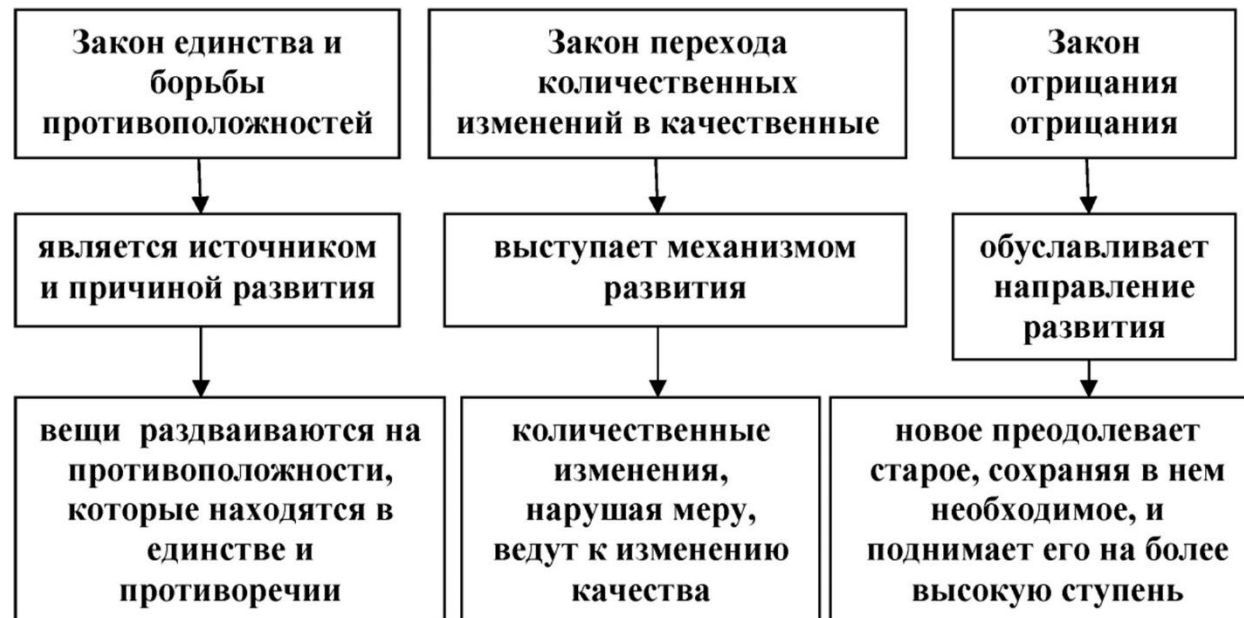 Закон единства и
борьбы
противоположностей
Закон перехода
количественных
изменений в качественные
Закон
отрицания
отрицания
является источником
и причиной развития
выступает механизмом
развития
обуславливает
направление
развития
вещи раздваиваются на
противоположности,
которые находятся в
единстве и
противоречии
количественные
изменения,
нарушая меру,
ведут к изменению
качества
новое преодолевает
старое, сохраняя в нем
необходимое, и
поднимает его на более
высокую ступень